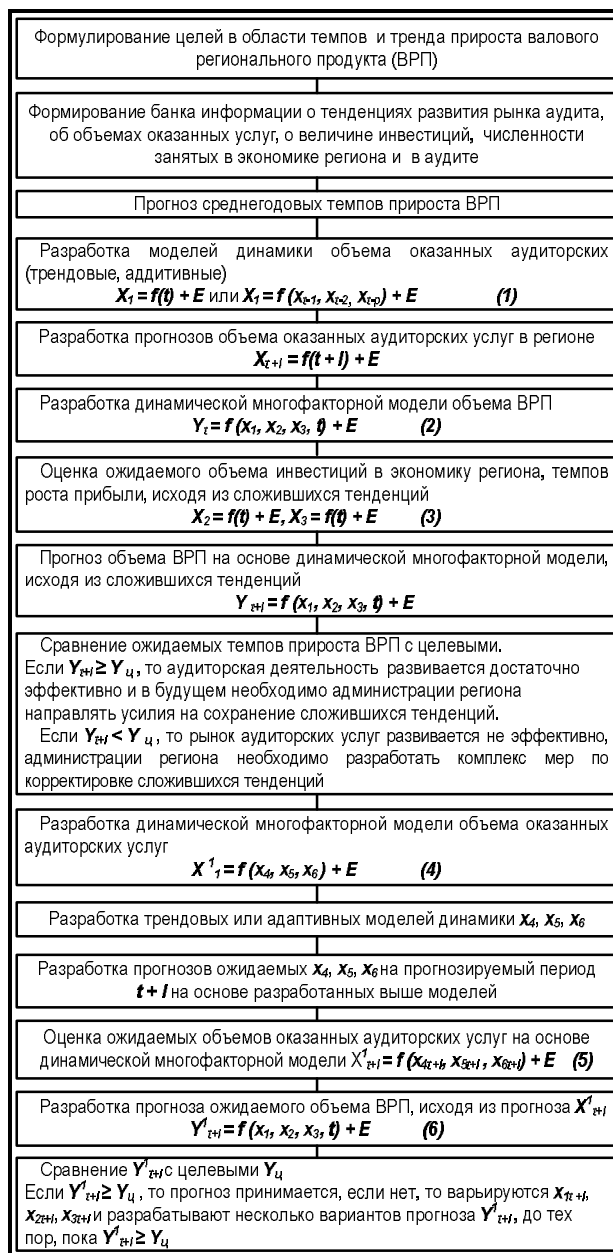 Формулирование целей в области темпов и тренда прироста валового
регионального продукта (ВРП)
Формирование банка информации о тенденциях развития рынка аудита,
об объемах оказанных услуг, о величине инвестиций, численности
занятых в экономике региона и в аудите
Прогноз среднегодовых темпов прироста ВРП
Разработка моделей динамики объема оказанных аудиторских
(трендовые, аддитивные)
X₁ = f(t) + E или X₁ = f (xₜ₋₁, xₜ₋₂, xₜ₋ₚ) + E (1)
Разработка прогнозов объема оказанных аудиторских услуг в регионе
Xₜ₊ₗ = f(t + l) + E
Разработка динамической многофакторной модели объема ВРП
Yₜ = f (x₁, x₂, x₃, t) + E (2)
Оценка ожидаемого объема инвестиций в экономику региона, темпов
роста прибыли, исходя из сложившихся тенденций
X₂ = f(t) + E, X₃ = f(t) + E (3)
Прогноз объема ВРП на основе динамической многофакторной модели,
исходя из сложившихся тенденций
Yₜ₊ₗ = f (x₁, x₂, x₃, t) + E
Сравнение ожидаемых темпов прироста ВРП с целевыми.
Если Yₜ₊ₗ ≥ Y ц , то аудиторская деятельность развивается достаточно
эффективно и в будущем необходимо администрации региона
направлять усилия на сохранение сложившихся тенденций.
Если Yₜ₊ₗ < Y ц , то рынок аудиторских услуг развивается не эффективно,
администрации региона необходимо разработать комплекс мер по
корректировке сложившихся тенденций
Разработка динамической многофакторной модели объема оказанных
аудиторских услуг
X¹₁ = f (x₄, x₅, x₆) + E (4)
Разработка трендовых или адаптивных моделей динамики x₄, x₅, x₆
Разработка прогнозов ожидаемых x₄, x₅, x₆ на прогнозируемый период
t + l на основе разработанных выше моделей
Оценка ожидаемых объемов оказанных аудиторских услуг на основе
динамической многофакторной модели X¹ₜ₊ₗ = f (x₄ₜ₊ₗ, x₅ₜ₊ₗ , x₆ₜ₊ₗ) + E (5)
Разработка прогноза ожидаемого объема ВРП, исходя из прогноза X¹ₜ₊ₗ
Y¹ₜ₊ₗ = f (x₁, x₂, x₃, t) + E (6)
Сравнение Y¹ₜ₊ₗ с целевыми Yц
Если Y¹ₜ₊ₗ ≥ Yц , то прогноз принимается, если нет, то варьируются x₁ₜ₊ₗ,
x₂ₜ₊ₗ, x₃ₜ₊ₗ и разрабатывают несколько вариантов прогноза Y¹ₜ₊ₗ, до тех
пор, пока Y¹ₜ₊ₗ ≥ Yц